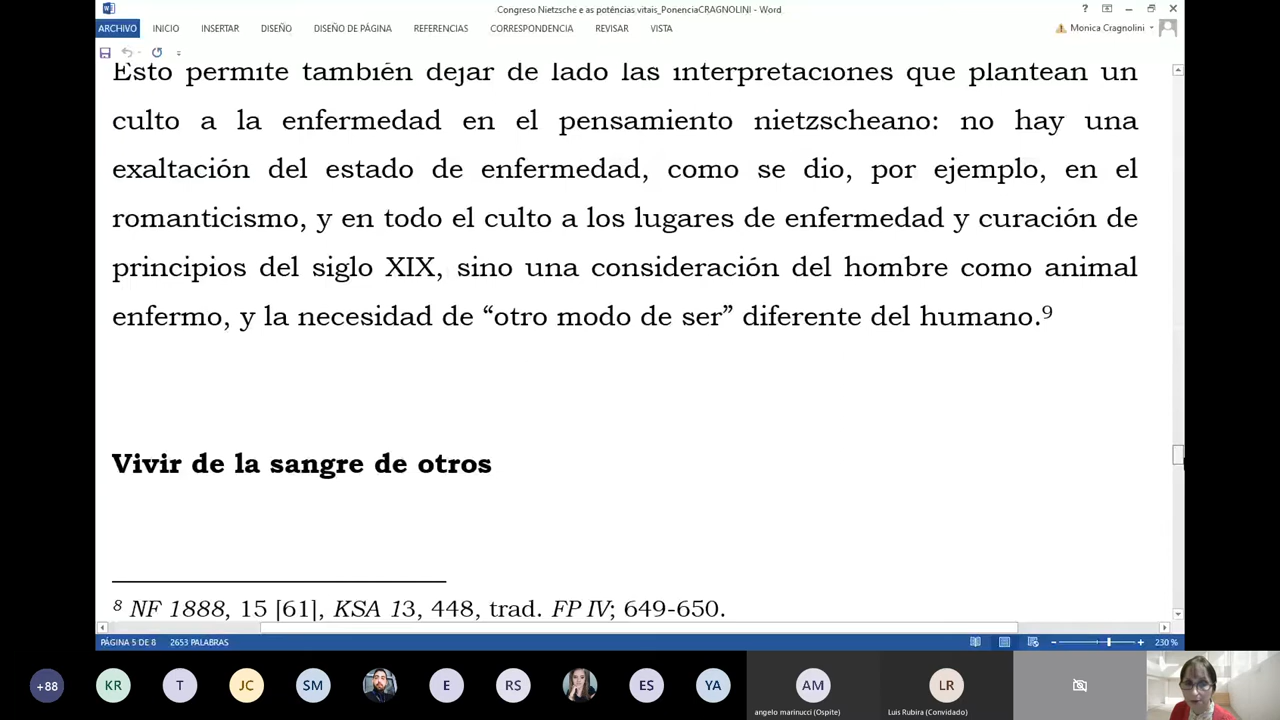 Congreso Nietzsche e as potências vitais_PonenciaCRAGNOLINI - Word
ARCHIVO INICIO INSERTAR DISEÑO DISEÑO DE PÁGINA REFERENCIAS CORRESPONDENCIA REVISAR VISTA Monica Cragnolini
Esto permite también dejar de lado las interpretaciones que plantean un
culto a la enfermedad en el pensamiento nietzscheano: no hay una
exaltación del estado de enfermedad, como se dio, por ejemplo, en el
romanticismo, y en todo el culto a los lugares de enfermedad y curación de
principios del siglo XIX, sino una consideración del hombre como animal
enfermo, y la necesidad de “otro modo de ser” diferente del humano.⁹
Vivir de la sangre de otros
⁸ NF 1888, 15 [61], KSA 13, 448, trad. FP IV; 649-650.
PÁGINA 5 DE 8 2653 PALABRAS 230 %
+88 KR T JC SM E RS ES YA AM LR
angelo marinucci (Ospite) Luis Rubira (Convidado)